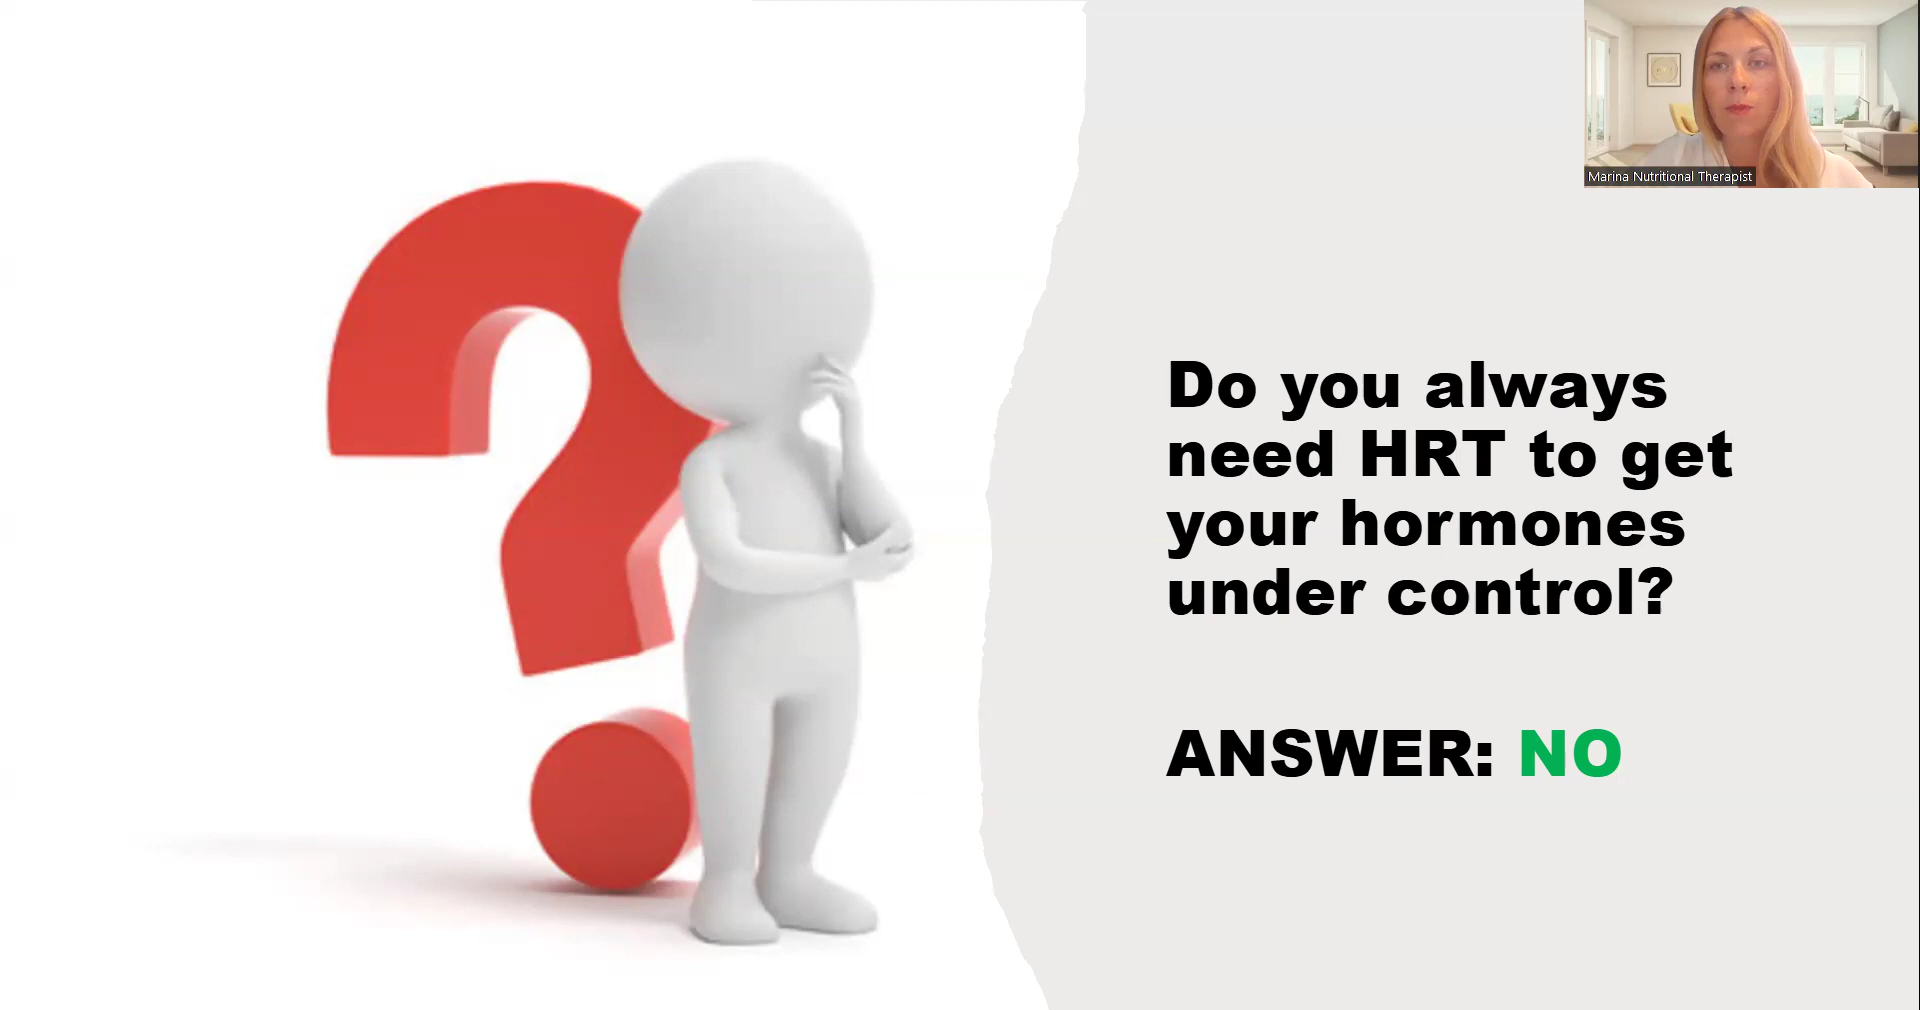 Marina Nutritional Therapist
Do you always
need HRT to get
your hormones
under control?
ANSWER: NO